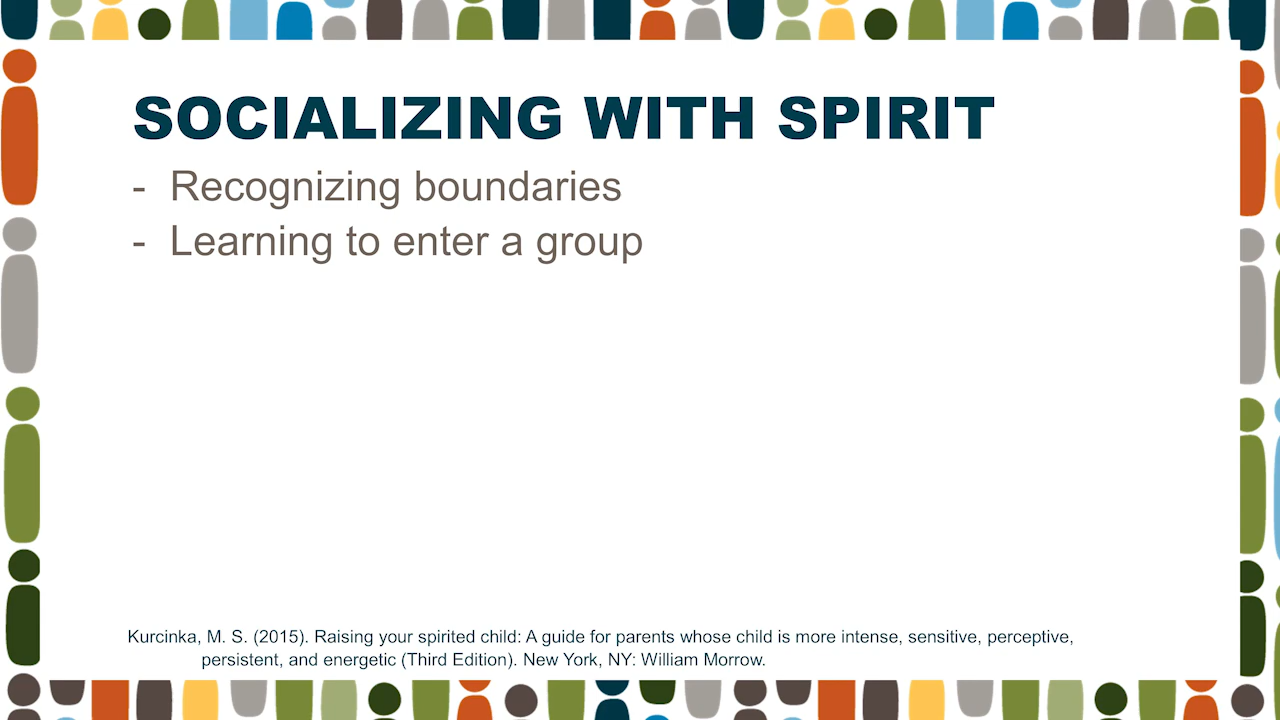 SOCIALIZING WITH SPIRIT
- Recognizing boundaries
- Learning to enter a group
Kurcinka, M. S. (2015). Raising your spirited child: A guide for parents whose child is more intense, sensitive, perceptive,
persistent, and energetic (Third Edition). New York, NY: William Morrow.